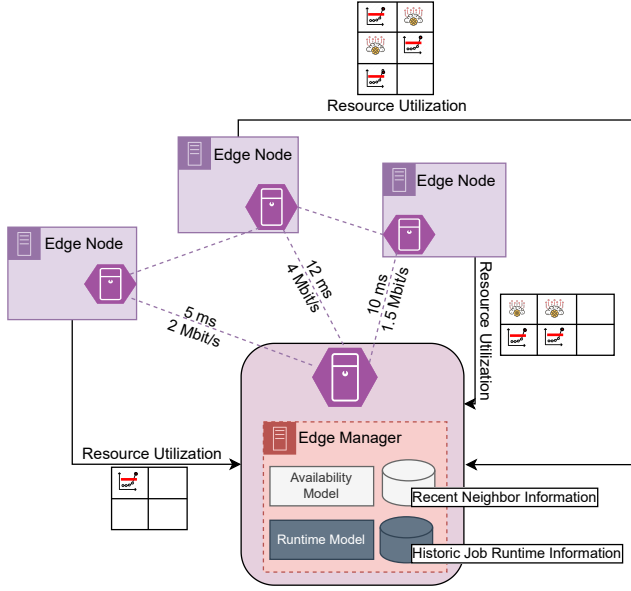 Resource Utilization
Edge Node
Edge Node
Edge Node
12 ms
4 Mbit/s
10 ms
1.5 Mbit/s
Resource Utilization
5 ms
2 Mbit/s
Edge Manager
Resource Utilization
Availability
Model
Recent Neighbor Information
Runtime Model
Historic Job Runtime Information